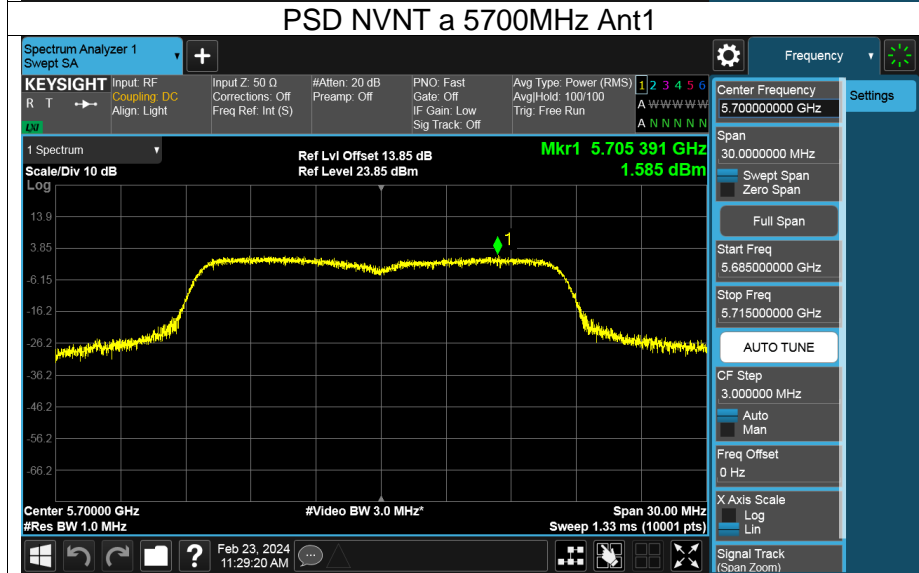 PSD NVNT a 5700MHz Ant1
Spectrum Analyzer 1
Swept SA
+
Frequency
KEYSIGHT
R T
LXI
Input: RF
Coupling: DC
Align: Light
Input Z: 50 Ω
Corrections: Off
Freq Ref: Int (S)
#Atten: 20 dB
Preamp: Off
PNO: Fast
Gate: Off
IF Gain: Low
Sig Track: Off
Avg Type: Power (RMS)
Avg|Hold: 100/100
Trig: Free Run
1 2 3 4 5 6
A W W W W W
A N N N N N
1 Spectrum
Scale/Div 10 dB
Log
Ref Lvl Offset 13.85 dB
Ref Level 23.85 dBm
Mkr1 5.705 391 GHz
1.585 dBm
13.9
3.85
-6.15
-16.2
-26.2
-36.2
-46.2
-56.2
-66.2
1
Center 5.70000 GHz
#Res BW 1.0 MHz
#Video BW 3.0 MHz*
Span 30.00 MHz
Sweep 1.33 ms (10001 pts)
?
Feb 23, 2024
11:29:20 AM
Center Frequency
5.700000000 GHz
Span
30.0000000 MHz
Swept Span
Zero Span
Full Span
Start Freq
5.685000000 GHz
Stop Freq
5.715000000 GHz
AUTO TUNE
CF Step
3.000000 MHz
Auto
Man
Freq Offset
0 Hz
X Axis Scale
Log
Lin
Signal Track
(Span Zoom)
Settings